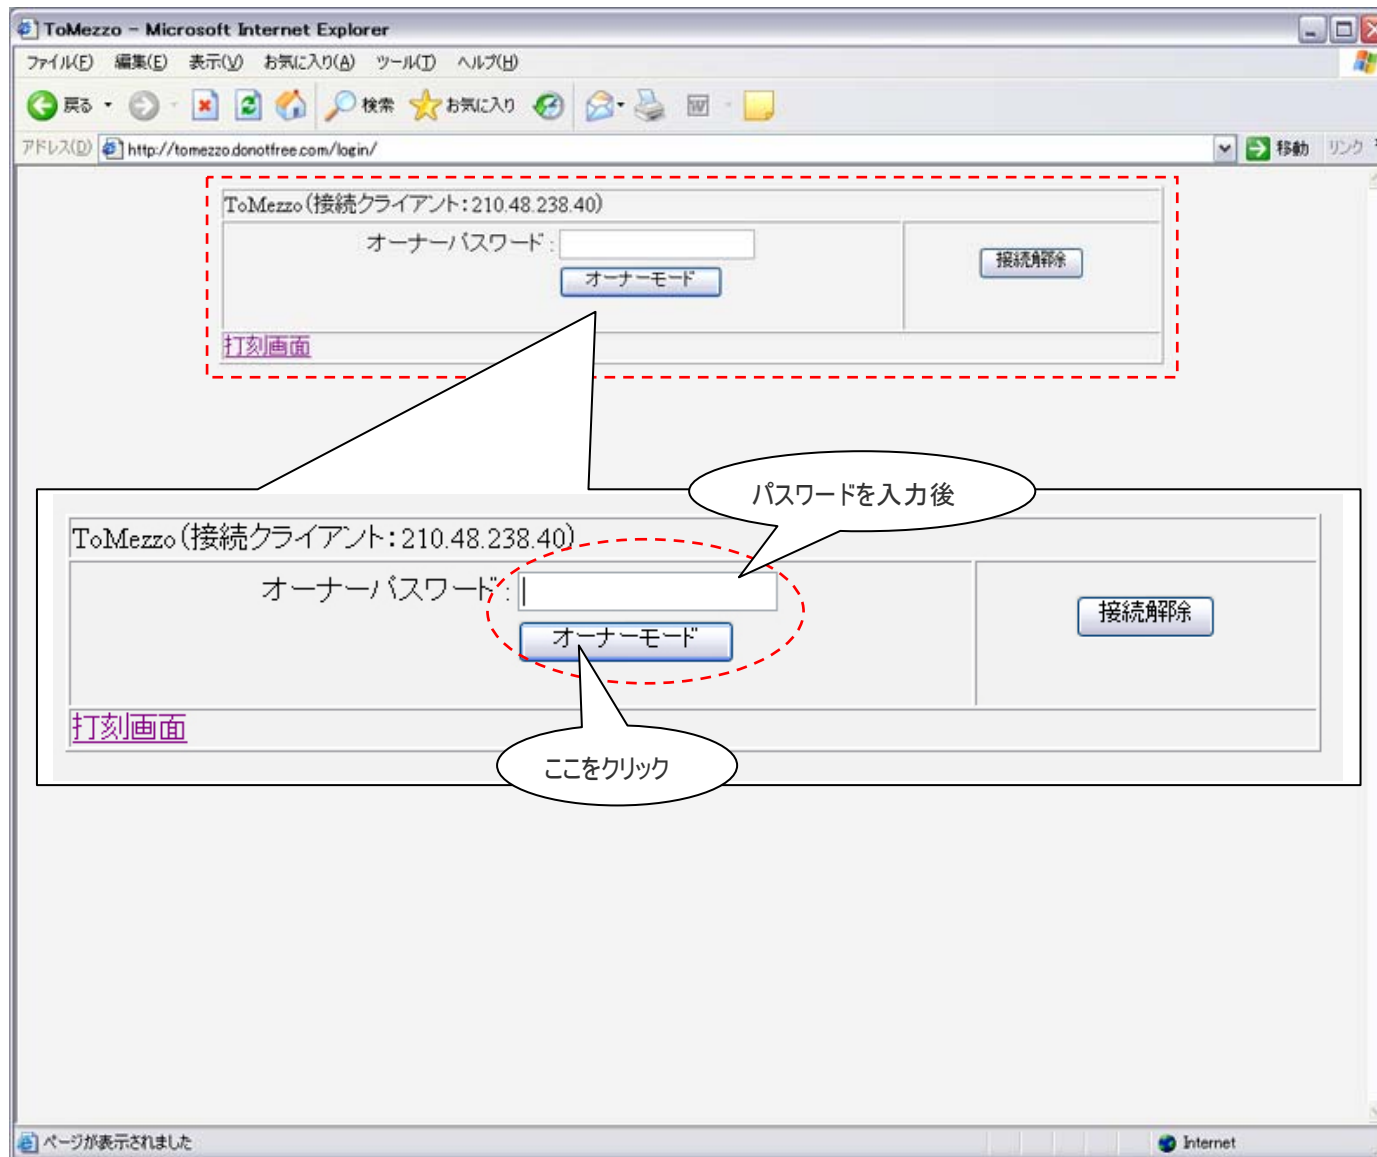 ToMezzo - Microsoft Internet Explorer
ファイル(F) 編集(E) 表示(V) お気に入り(A) ツール(T) ヘルプ(H)
戻る 検索 お気に入り
アドレス(D) http://tomezzo.donotfree.com/login/ 移動 リンク
ToMezzo(接続クライアント:210.48.238.40)
オーナーパスワード:
オーナーモード
接続解除
打刻画面
パスワードを入力後
ToMezzo(接続クライアント:210.48.238.40)
オーナーパスワード:
オーナーモード
接続解除
打刻画面
ここをクリック
ページが表示されました Internet